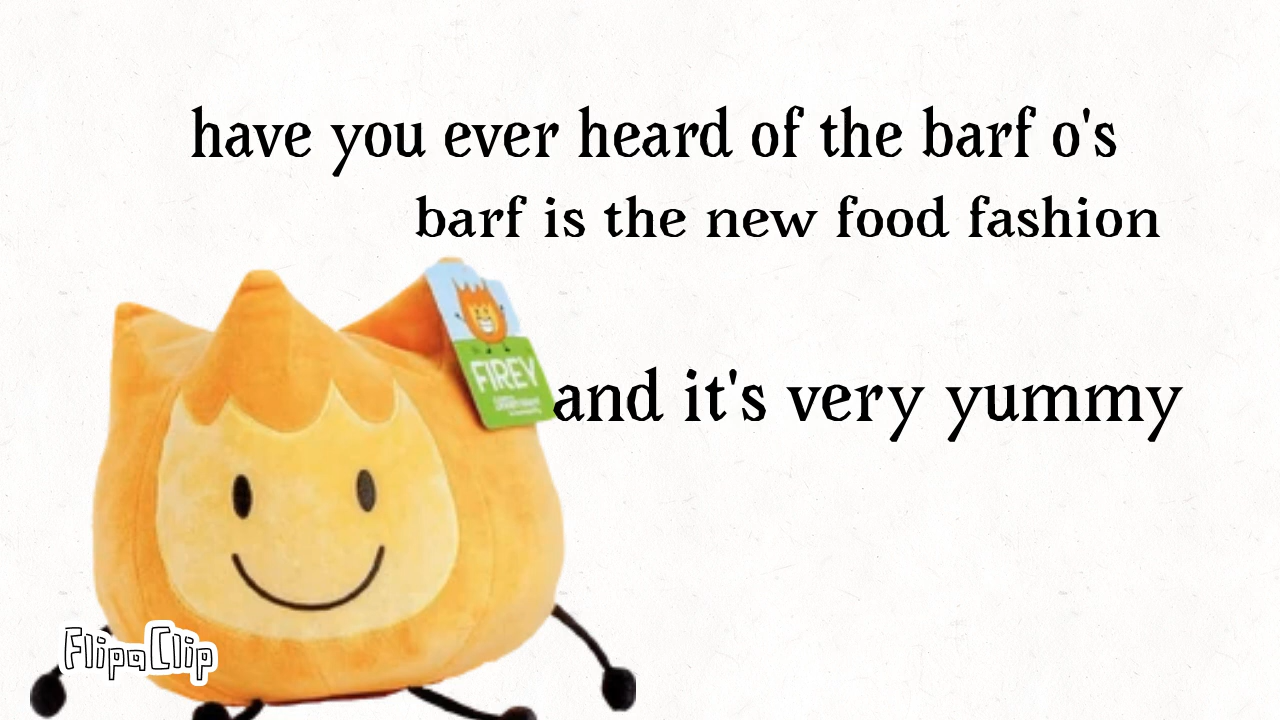 have you ever heard of the barf o's
barf is the new food fashion
FIREY
and it's very yummy
FlipaClip